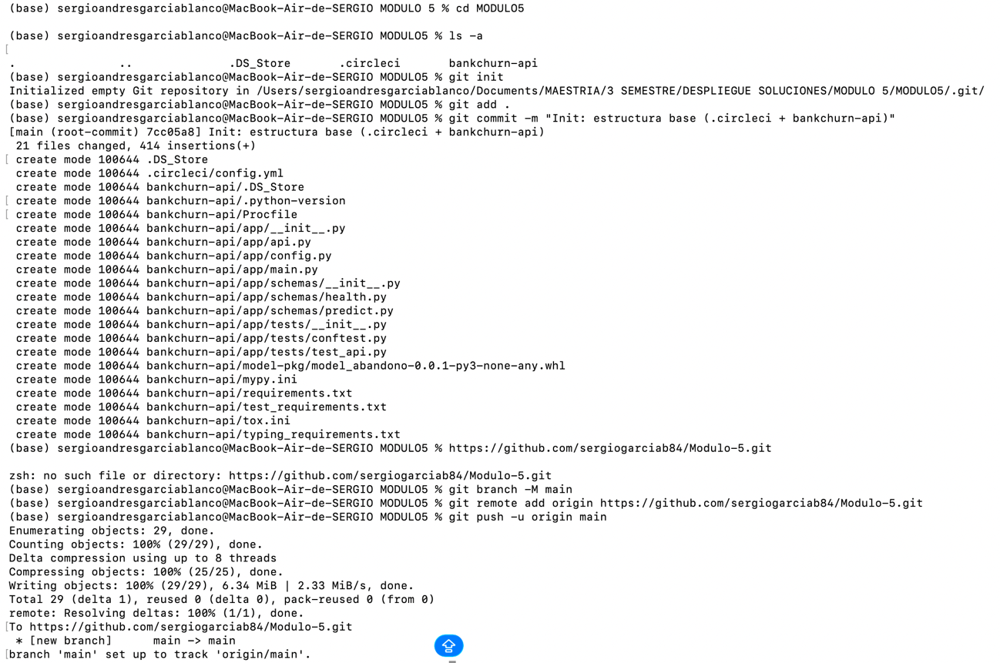 (base) sergioandresgarciablanco@MacBook-Air-de-SERGIO MODULO 5 % cd MODULO5
(base) sergioandresgarciablanco@MacBook-Air-de-SERGIO MODULO5 % ls -a
[
.                ..               .DS_Store        .circleci        bankchurn-api
(base) sergioandresgarciablanco@MacBook-Air-de-SERGIO MODULO5 % git init
Initialized empty Git repository in /Users/sergioandresgarciablanco/Documents/MAESTRIA/3 SEMESTRE/DESPLIEGUE SOLUCIONES/MODULO 5/MODULO5/.git/
(base) sergioandresgarciablanco@MacBook-Air-de-SERGIO MODULO5 % git add .
(base) sergioandresgarciablanco@MacBook-Air-de-SERGIO MODULO5 % git commit -m "Init: estructura base (.circleci + bankchurn-api)"
[main (root-commit) 7cc05a8] Init: estructura base (.circleci + bankchurn-api)
 21 files changed, 414 insertions(+)
[ create mode 100644 .DS_Store
 create mode 100644 .circleci/config.yml
 create mode 100644 bankchurn-api/.DS_Store
[ create mode 100644 bankchurn-api/.python-version
[ create mode 100644 bankchurn-api/Procfile
 create mode 100644 bankchurn-api/app/__init__.py
 create mode 100644 bankchurn-api/app/api.py
 create mode 100644 bankchurn-api/app/config.py
 create mode 100644 bankchurn-api/app/main.py
 create mode 100644 bankchurn-api/app/schemas/__init__.py
 create mode 100644 bankchurn-api/app/schemas/health.py
 create mode 100644 bankchurn-api/app/schemas/predict.py
 create mode 100644 bankchurn-api/app/tests/__init__.py
 create mode 100644 bankchurn-api/app/tests/conftest.py
 create mode 100644 bankchurn-api/app/tests/test_api.py
 create mode 100644 bankchurn-api/model-pkg/model_abandono-0.0.1-py3-none-any.whl
 create mode 100644 bankchurn-api/mypy.ini
 create mode 100644 bankchurn-api/requirements.txt
 create mode 100644 bankchurn-api/test_requirements.txt
 create mode 100644 bankchurn-api/tox.ini
 create mode 100644 bankchurn-api/typing_requirements.txt
(base) sergioandresgarciablanco@MacBook-Air-de-SERGIO MODULO5 % https://github.com/sergiogarciab84/Modulo-5.git
zsh: no such file or directory: https://github.com/sergiogarciab84/Modulo-5.git
(base) sergioandresgarciablanco@MacBook-Air-de-SERGIO MODULO5 % git branch -M main
(base) sergioandresgarciablanco@MacBook-Air-de-SERGIO MODULO5 % git remote add origin https://github.com/sergiogarciab84/Modulo-5.git
(base) sergioandresgarciablanco@MacBook-Air-de-SERGIO MODULO5 % git push -u origin main
Enumerating objects: 29, done.
Counting objects: 100% (29/29), done.
Delta compression using up to 8 threads
Compressing objects: 100% (25/25), done.
Writing objects: 100% (29/29), 6.34 MiB | 2.33 MiB/s, done.
Total 29 (delta 1), reused 0 (delta 0), pack-reused 0 (from 0)
remote: Resolving deltas: 100% (1/1), done.
[To https://github.com/sergiogarciab84/Modulo-5.git
 * [new branch]      main -> main
[branch 'main' set up to track 'origin/main'.